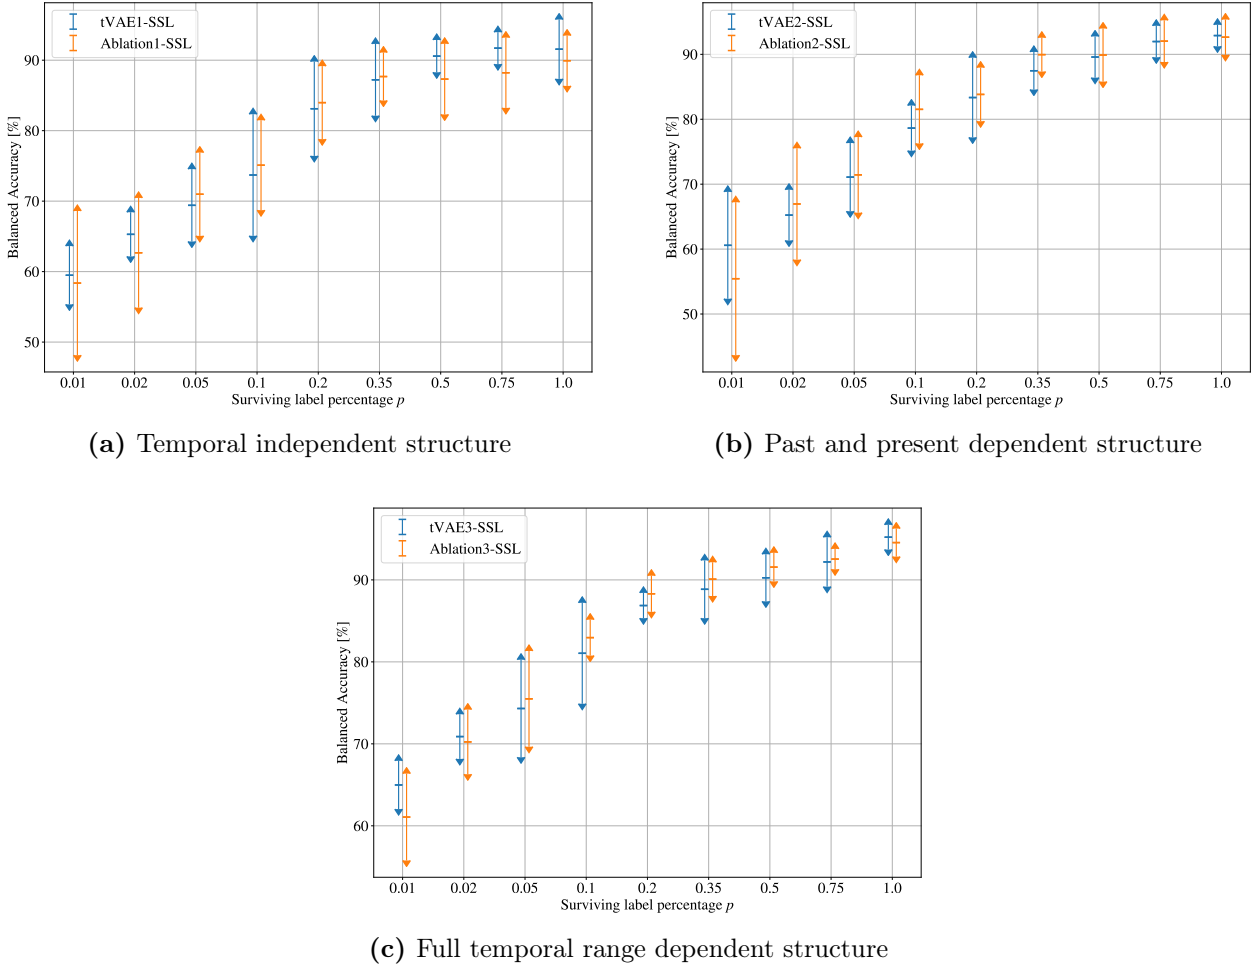 tVAE1-SSL
Ablation1-SSL
Balanced Accuracy [%]
90
80
70
60
50
0.01 0.02 0.05 0.1 0.2 0.35 0.5 0.75 1.0
Surviving label percentage p
(a) Temporal independent structure
tVAE2-SSL
Ablation2-SSL
Balanced Accuracy [%]
90
80
70
60
50
0.01 0.02 0.05 0.1 0.2 0.35 0.5 0.75 1.0
Surviving label percentage p
(b) Past and present dependent structure
tVAE3-SSL
Ablation3-SSL
Balanced Accuracy [%]
90
80
70
60
0.01 0.02 0.05 0.1 0.2 0.35 0.5 0.75 1.0
Surviving label percentage p
(c) Full temporal range dependent structure